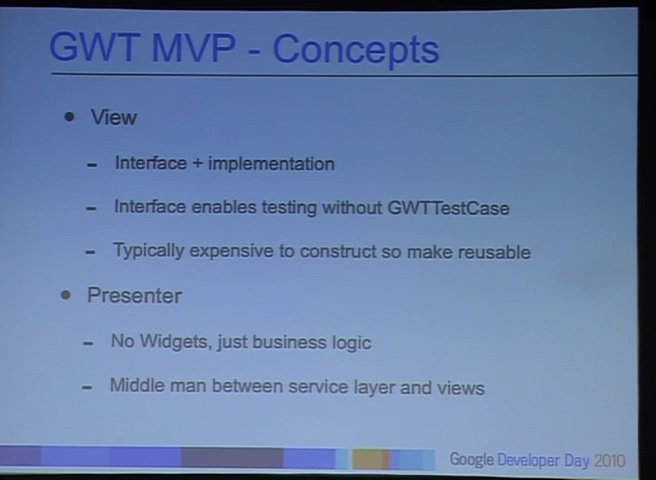 GWT MVP - Concepts
• View
– Interface + implementation
– Interface enables testing without GWTTestCase
– Typically expensive to construct so make reusable
• Presenter
– No Widgets, just business logic
– Middle man between service layer and views
Google Developer Day 2010